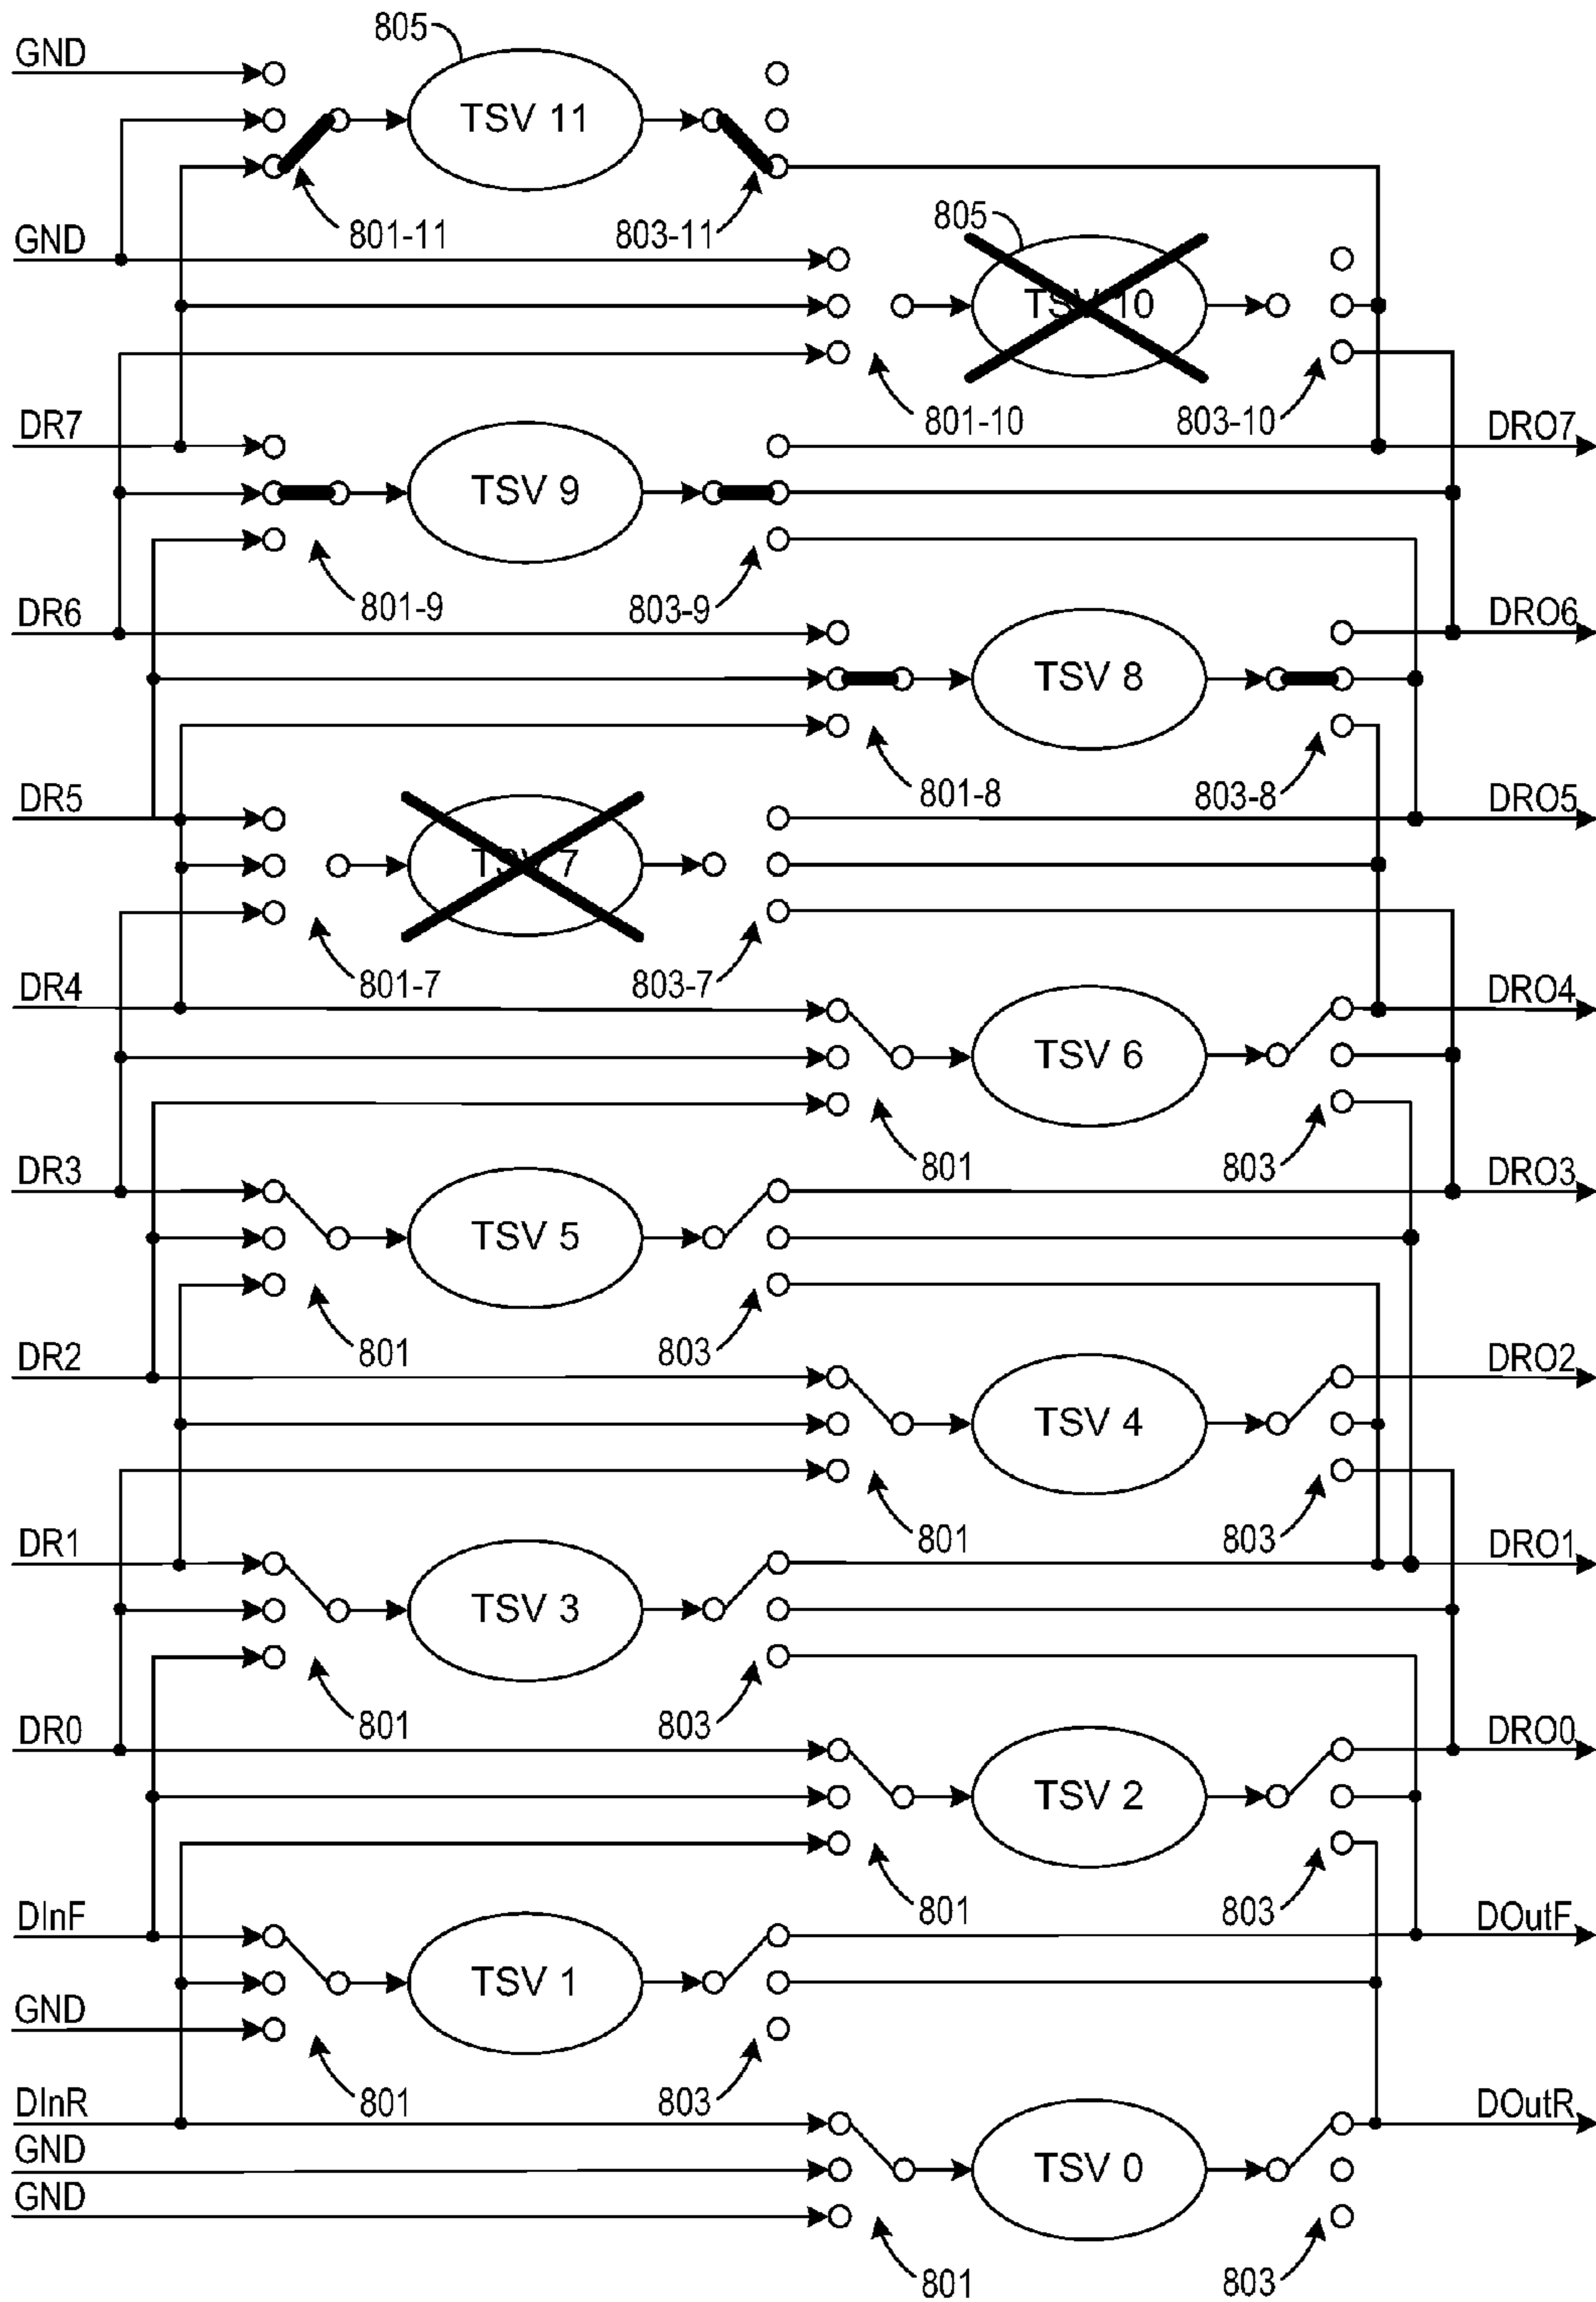 805
GND
TSV 11
801-11
803-11
805
GND
TSV 10
801-10
803-10
DR7
DRO7
TSV 9
801-9
803-9
DR6
DRO6
TSV 8
801-8
803-8
DR5
DRO5
TSV 7
801-7
803-7
DR4
DRO4
TSV 6
801
803
DR3
DRO3
TSV 5
801
803
DR2
DRO2
TSV 4
801
803
DR1
DRO1
TSV 3
801
803
DR0
DRO0
TSV 2
801
803
DInF
DOutF
TSV 1
GND
801
803
DInR
DOutR
GND
TSV 0
GND
801
803